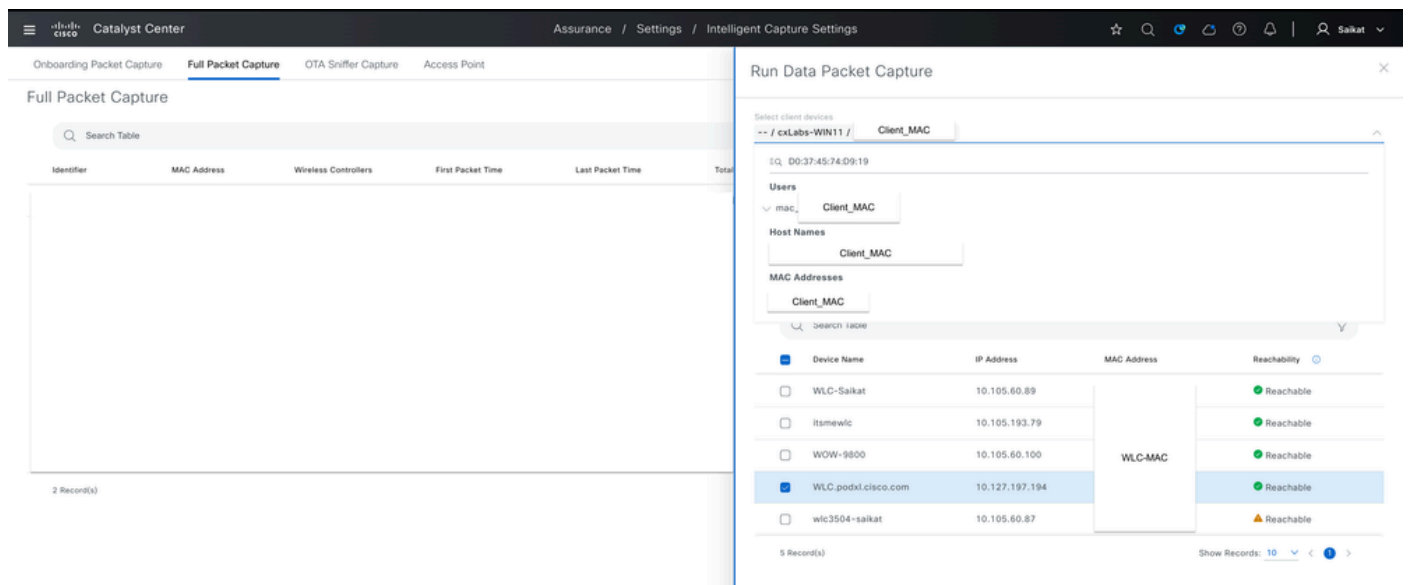 cisco Catalyst Center
Assurance / Settings / Intelligent Capture Settings
Saikat
Onboarding Packet Capture Full Packet Capture OTA Sniffer Capture Access Point
Full Packet Capture
Search Table
Identifier MAC Address Wireless Controllers First Packet Time Last Packet Time Total
2 Record(s)
Run Data Packet Capture
Select client devices
-- / cxLabs-WIN11 / Client_MAC
D0:37:45:74:D9:19
Users
mac_ Client_MAC
Host Names
Client_MAC
MAC Addresses
Client_MAC
Search Table
Device Name IP Address MAC Address Reachability
WLC-Saikat 10.105.60.89 Reachable
itsmewlc 10.105.193.79 Reachable
WOW-9800 10.105.60.100 WLC-MAC Reachable
WLC.podxl.cisco.com 10.127.197.194 Reachable
wlc3504-saikat 10.105.60.87 Reachable
5 Record(s) Show Records: 10 1